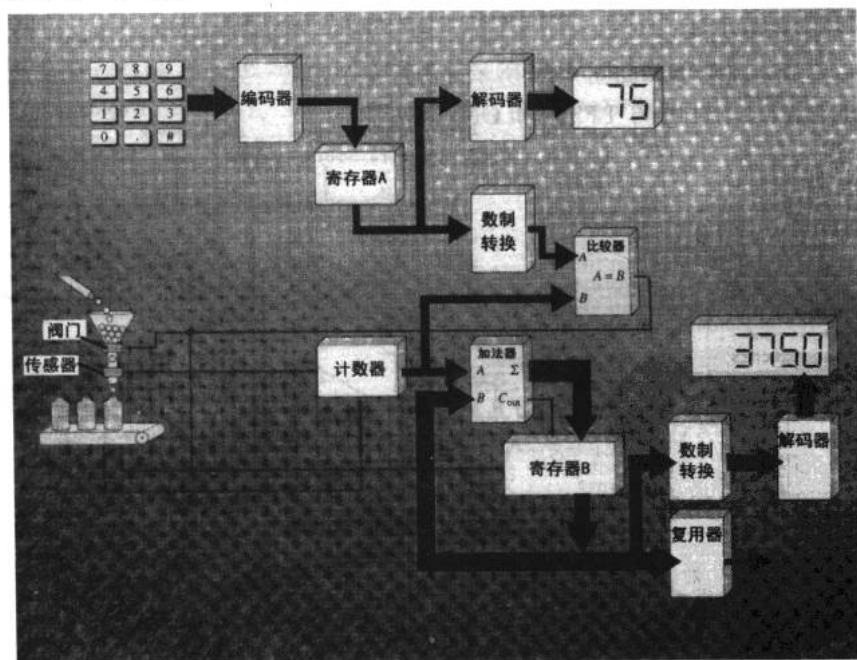 7 8 9
4 5 6
1 2 3
0 . #
编码器
解码器
75
寄存器A
数制
转换
比较器
A
A = B
B
阀门
传感器
计数器
加法器
A Σ
B Cout
3750
寄存器B
数制
转换
解码器
复用器